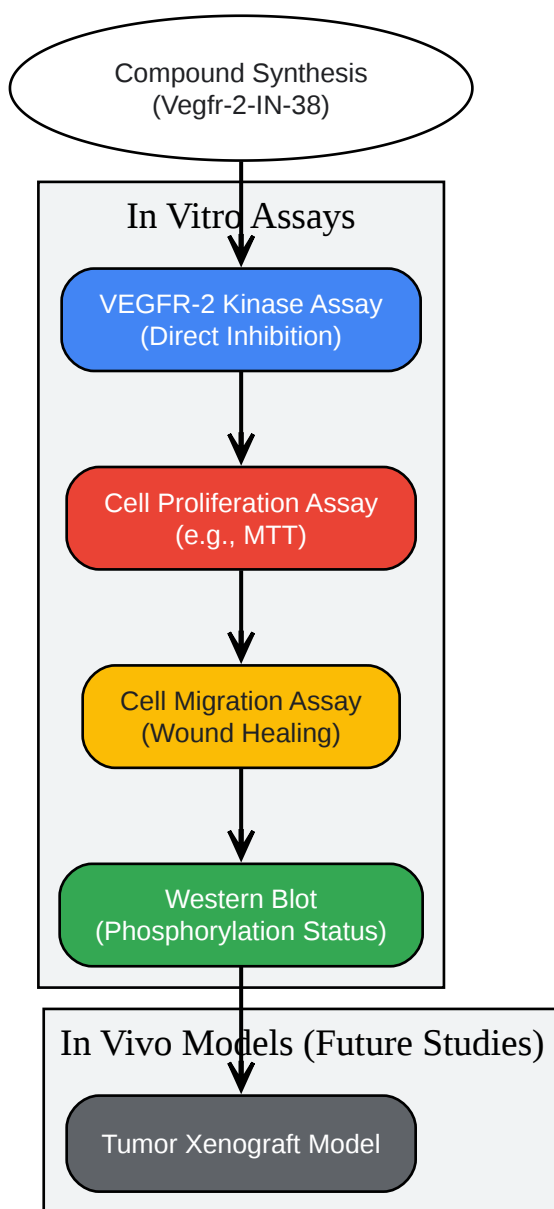 Compound Synthesis
(Vegfr-2-IN-38)
In Vitro Assays
VEGFR-2 Kinase Assay
(Direct Inhibition)
Cell Proliferation Assay
(e.g., MTT)
Cell Migration Assay
(Wound Healing)
Western Blot
(Phosphorylation Status)
In Vivo Models (Future Studies)
Tumor Xenograft Model